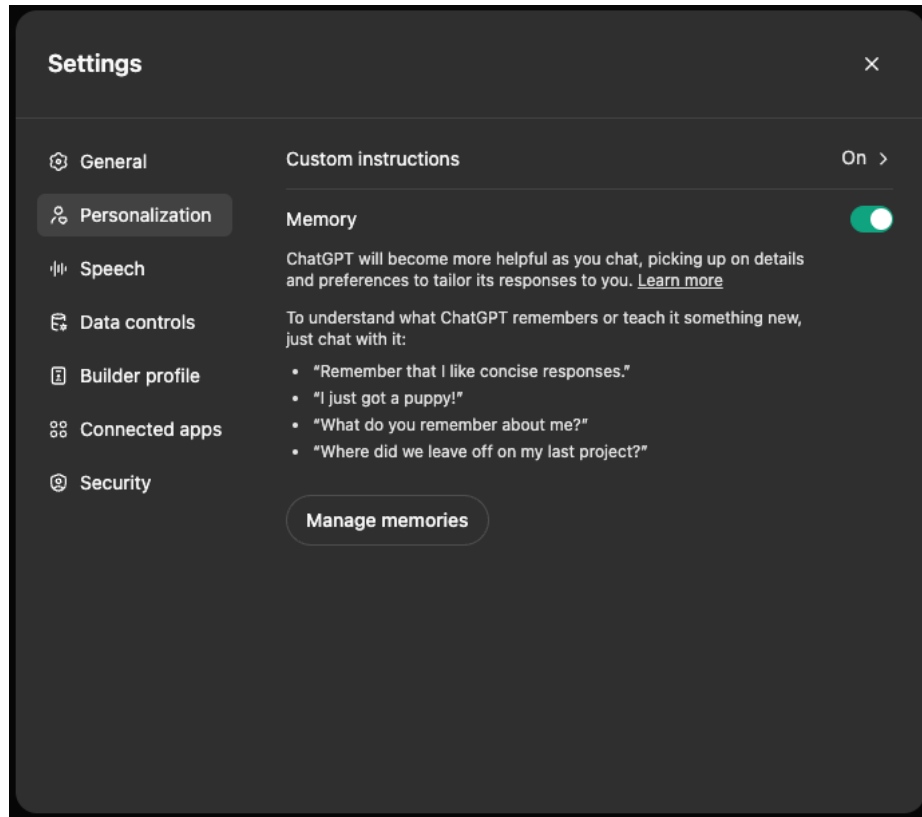 Settings
General
Personalization
Speech
Data controls
Builder profile
Connected apps
Security
Custom instructions
On
Memory
ChatGPT will become more helpful as you chat, picking up on details
and preferences to tailor its responses to you. Learn more
To understand what ChatGPT remembers or teach it something new,
just chat with it:
• “Remember that I like concise responses.”
• “I just got a puppy!”
• “What do you remember about me?”
• “Where did we leave off on my last project?”
Manage memories